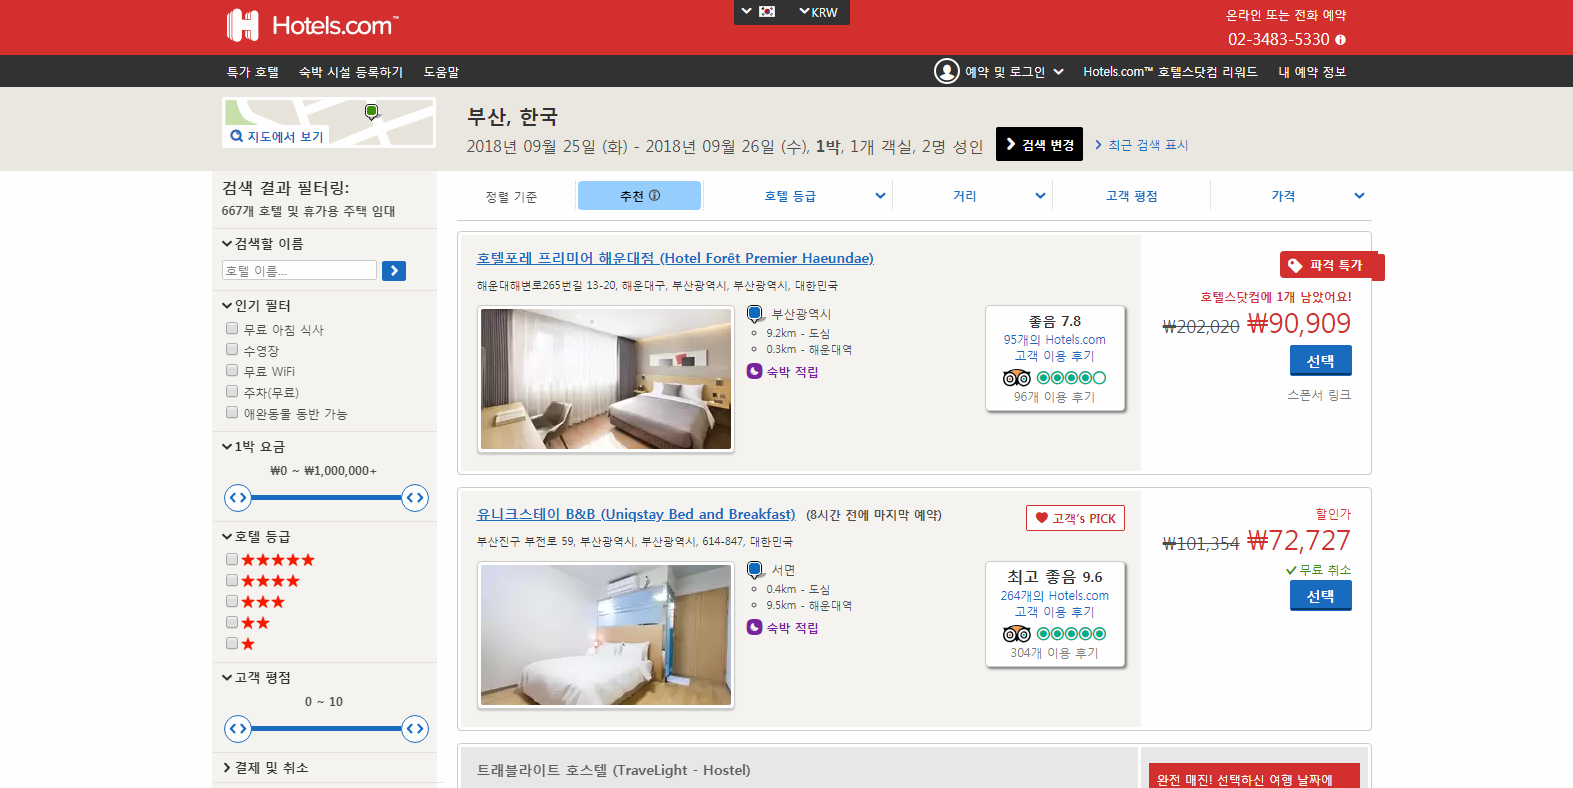 Hotels.com™
KRW
온라인 또는 전화 예약
02-3483-5330
특가 호텔
숙박 시설 등록하기
도움말
예약 및 로그인
Hotels.com™ 호텔스닷컴 리워드
내 예약 정보
지도에서 보기
부산, 한국
2018년 09월 25일 (화) - 2018년 09월 26일 (수), 1박, 1개 객실, 2명 성인
검색 변경
최근 검색 표시
검색 결과 필터링:
667개 호텔 및 휴가용 주택 임대
검색할 이름
호텔 이름...
인기 필터
무료 아침 식사
수영장
무료 WiFi
주차(무료)
애완동물 동반 가능
1박 요금
₩0 ~ ₩1,000,000+
호텔 등급
고객 평점
0 ~ 10
결제 및 취소
정렬 기준
추천
호텔 등급
거리
고객 평점
가격
호텔포레 프리미어 해운대점 (Hotel Forêt Premier Haeundae)
해운대해변로265번길 13-20, 해운대구, 부산광역시, 부산광역시, 대한민국
부산광역시
9.2km - 도심
0.3km - 해운대역
숙박 적립
좋음 7.8
95개의 Hotels.com
고객 이용 후기
96개 이용 후기
파격 특가
호텔스닷컴에 1개 남았어요!
₩202,020 ₩90,909
선택
스폰서 링크
유니크스테이 B&B (Uniqstay Bed and Breakfast) (8시간 전에 마지막 예약)
고객's PICK
부산진구 부전로 59, 부산광역시, 부산광역시, 614-847, 대한민국
서면
0.4km - 도심
9.5km - 해운대역
숙박 적립
최고 좋음 9.6
264개의 Hotels.com
고객 이용 후기
304개 이용 후기
할인가
₩101,354 ₩72,727
무료 취소
선택
트래블라이트 호스텔 (TraveLight - Hostel)
완전 매진! 선택하신 여행 날짜에